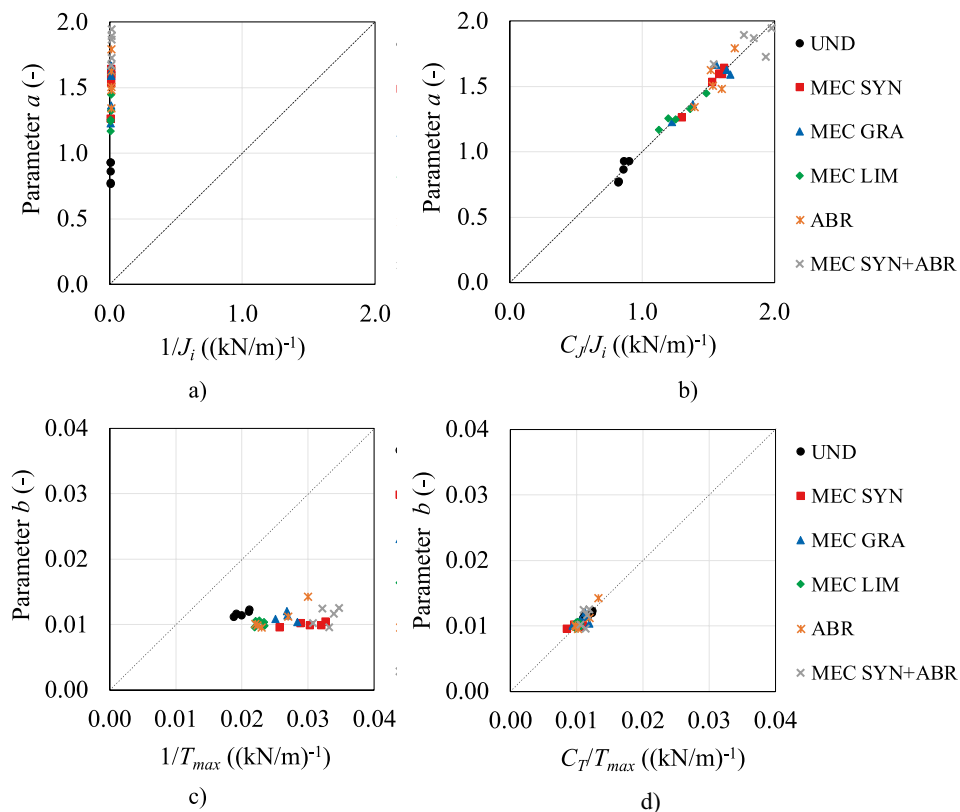 2.0
1.5
1.0
0.5
0.0
Parameter a (-)
0.0 1.0 2.0
1/Ji ((kN/m)-1)
a)
2.0
1.5
1.0
0.5
0.0
Parameter a (-)
0.0 1.0 2.0
CJ/Ji ((kN/m)-1)
b)
UND
MEC SYN
MEC GRA
MEC LIM
ABR
MEC SYN+ABR
0.04
0.03
0.02
0.01
0.00
Parameter b (-)
0.00 0.01 0.02 0.03 0.04
1/Tmax ((kN/m)-1)
c)
0.04
0.03
0.02
0.01
0.00
Parameter b (-)
0.00 0.01 0.02 0.03 0.04
CT/Tmax ((kN/m)-1)
d)
UND
MEC SYN
MEC GRA
MEC LIM
ABR
MEC SYN+ABR